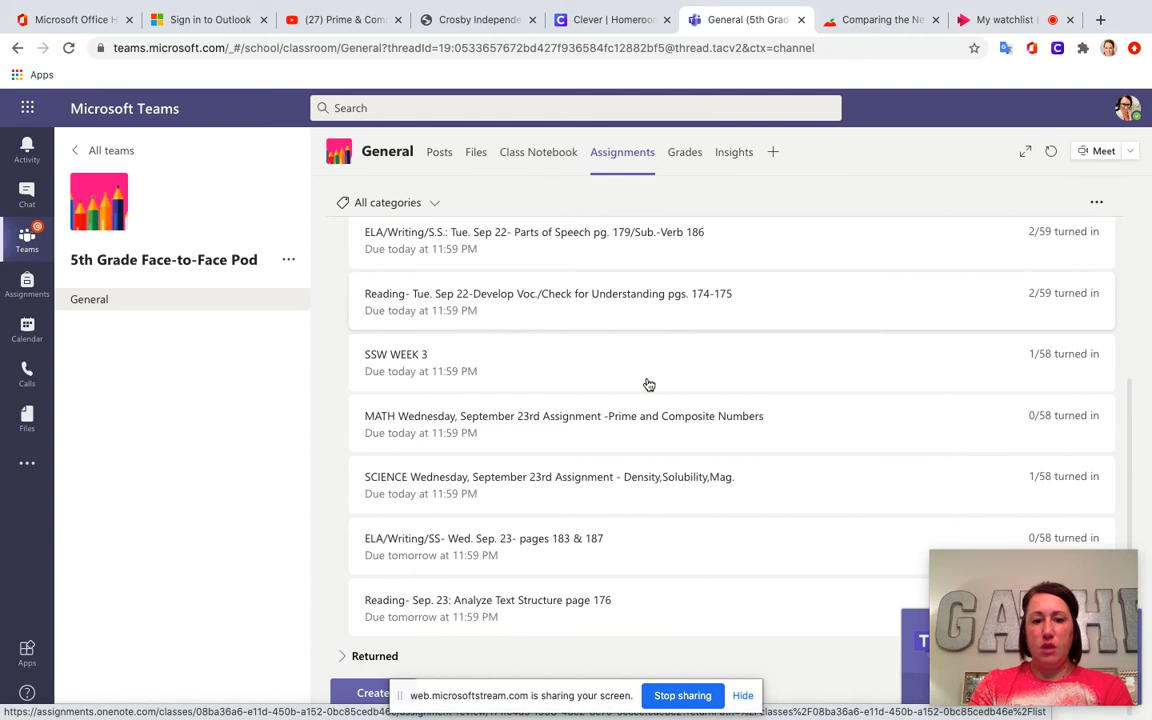 Microsoft Office H
Sign in to Outlook
(27) Prime & Com
Crosby Independe
Clever | Homeroom
General (5th Grade
Comparing the Ne
My watchlist
teams.microsoft.com/_#/school/classroom/General?threadId=19:0533657672bd427f936584fc12882bf5@thread.tacv2&ctx=channel
Apps
Microsoft Teams
Search
Activity
Chat
Teams
Assignments
Calendar
Calls
Files
Apps
All teams
5th Grade Face-to-Face Pod
General
General Posts Files Class Notebook Assignments Grades Insights
Meet
All categories
ELA/Writing/S.S.: Tue. Sep 22- Parts of Speech pg. 179/Sub.-Verb 186
2/59 turned in
Due today at 11:59 PM
Reading- Tue. Sep 22-Develop Voc./Check for Understanding pgs. 174-175
2/59 turned in
Due today at 11:59 PM
SSW WEEK 3
1/58 turned in
Due today at 11:59 PM
MATH Wednesday, September 23rd Assignment -Prime and Composite Numbers
0/58 turned in
Due today at 11:59 PM
SCIENCE Wednesday, September 23rd Assignment - Density,Solubility,Mag.
1/58 turned in
Due today at 11:59 PM
ELA/Writing/SS- Wed. Sep. 23- pages 183 & 187
0/58 turned in
Due tomorrow at 11:59 PM
Reading- Sep. 23: Analyze Text Structure page 176
Due tomorrow at 11:59 PM
Returned
Create
web.microsoftstream.com is sharing your screen.
Stop sharing
Hide
GATH